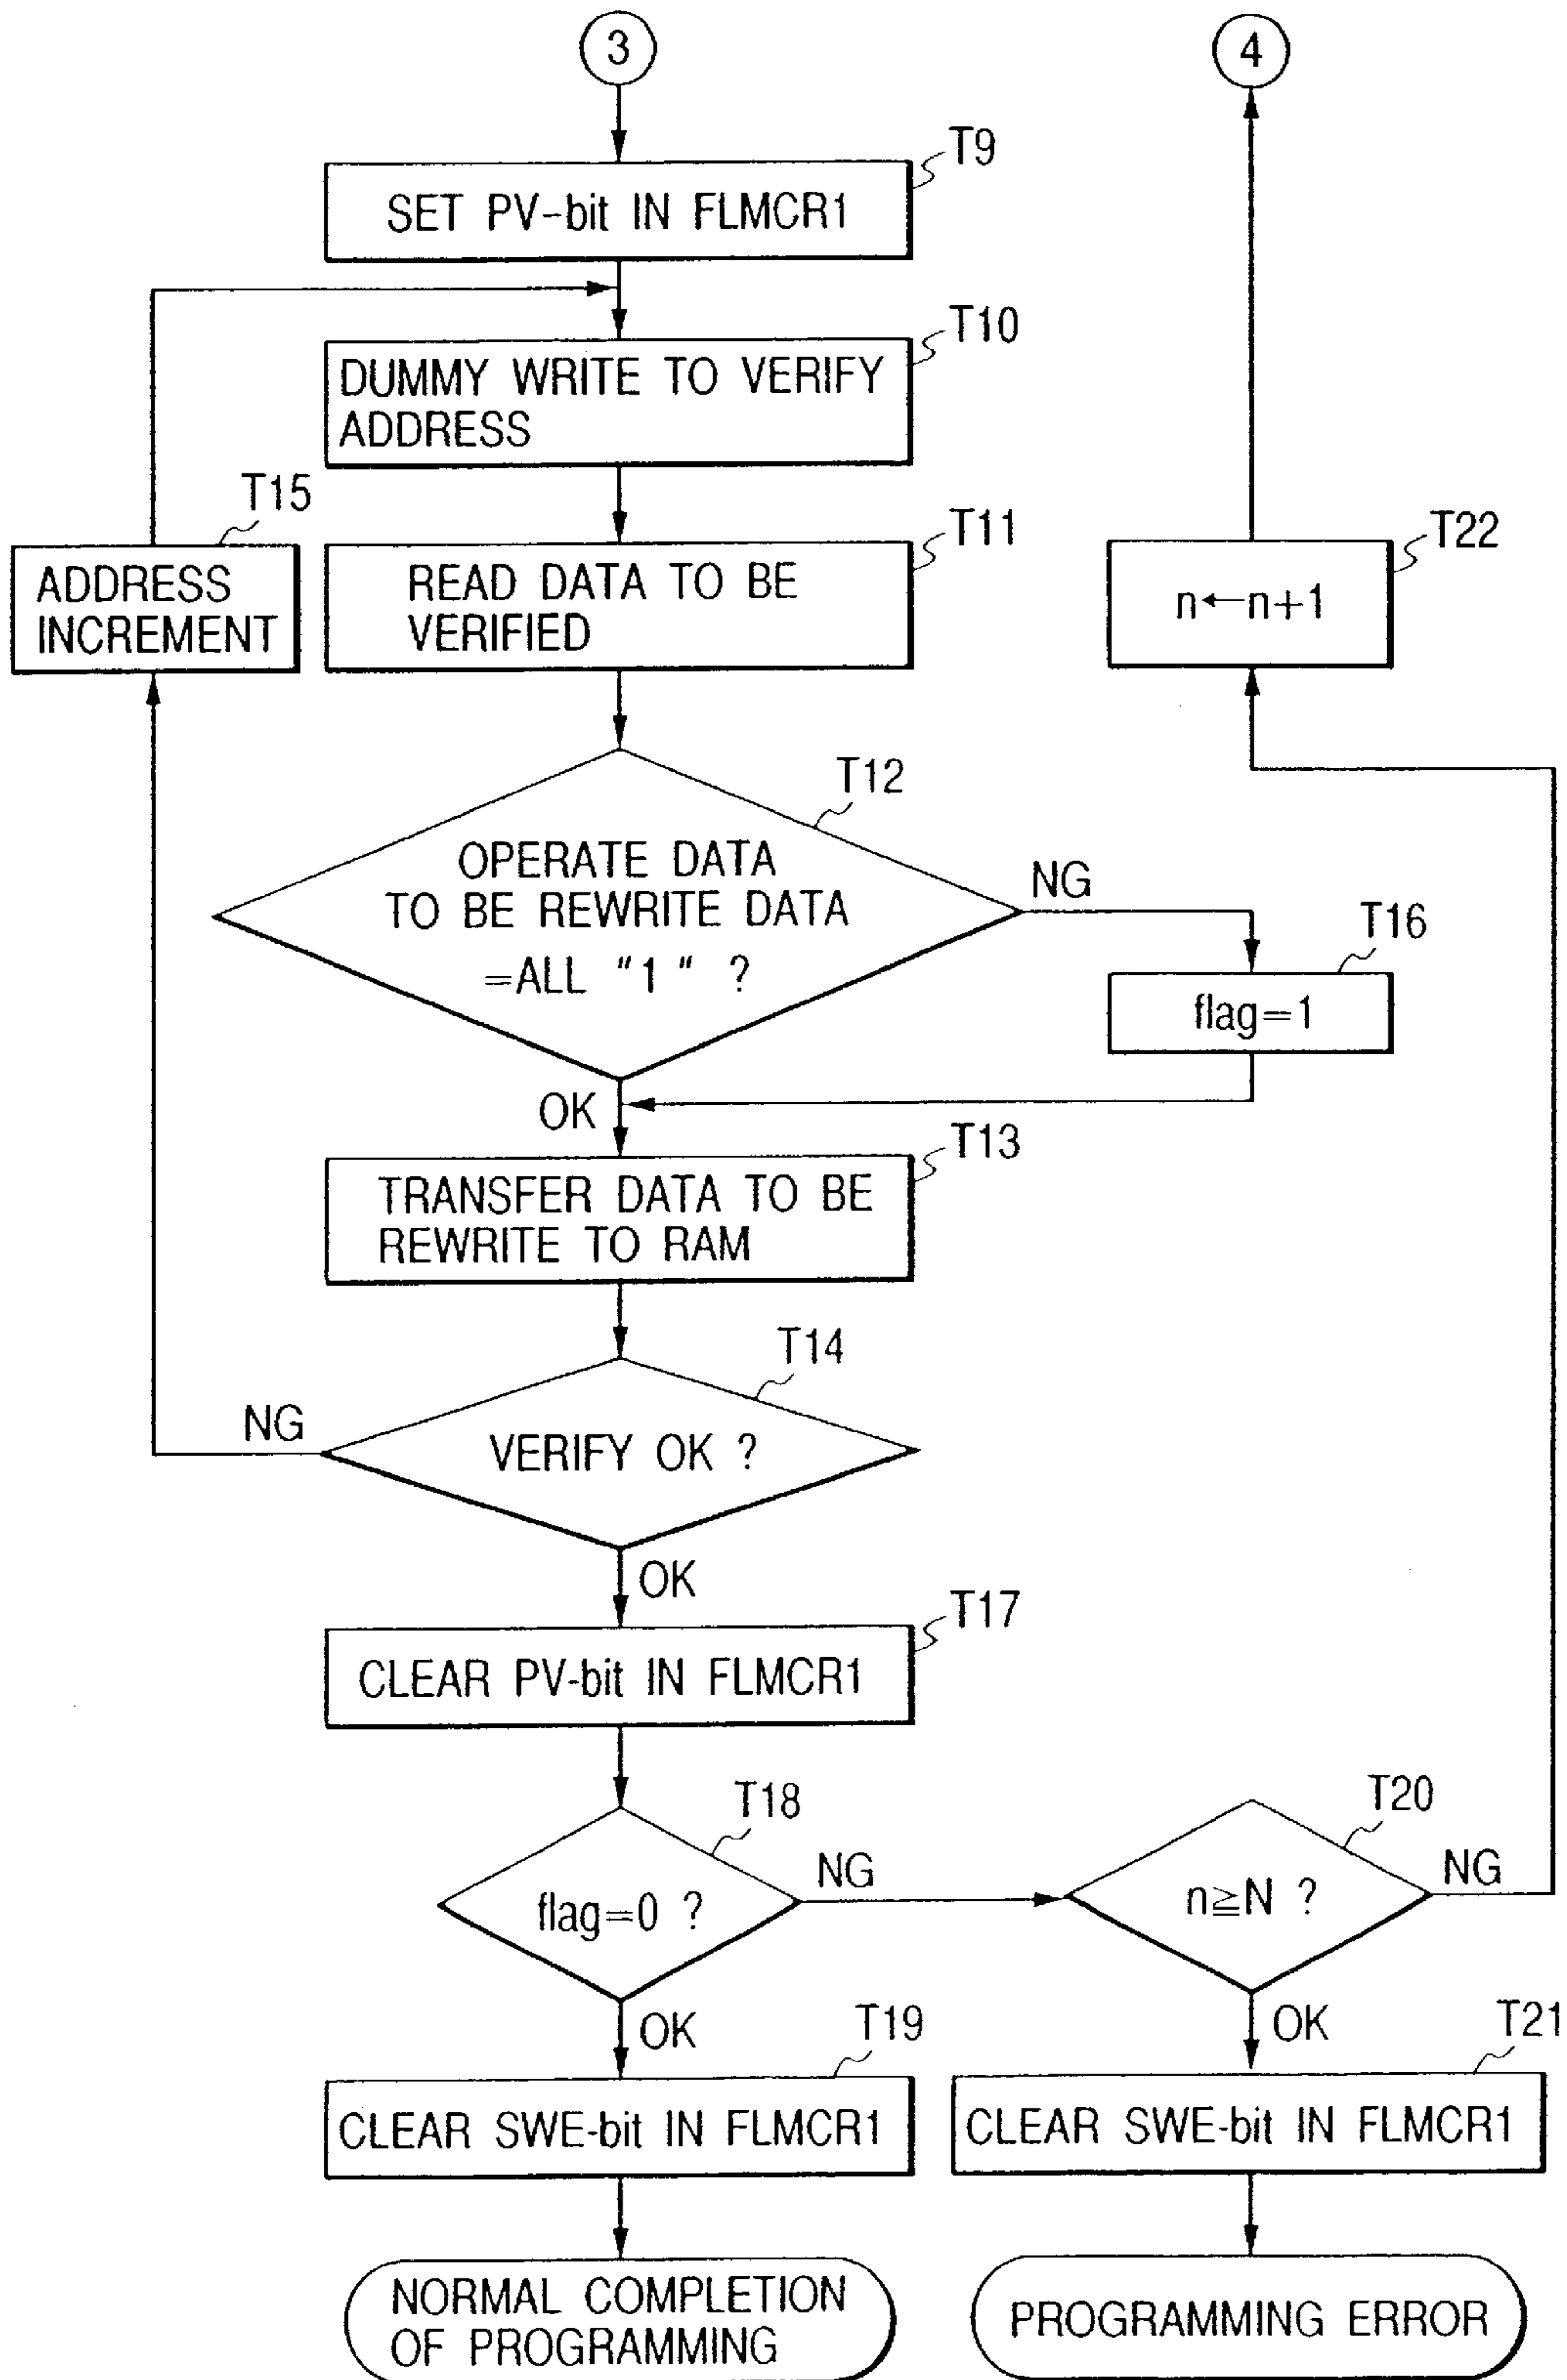 3
4
T9
SET PV-bit IN FLMCR1
T10
DUMMY WRITE TO VERIFY
ADDRESS
T15
ADDRESS
INCREMENT
T11
READ DATA TO BE
VERIFIED
T22
n←n+1
T12
OPERATE DATA
TO BE REWRITE DATA
=ALL "1" ?
NG
T16
flag=1
OK
T13
TRANSFER DATA TO BE
REWRITE TO RAM
T14
NG
VERIFY OK ?
OK
T17
CLEAR PV-bit IN FLMCR1
T18
flag=0 ?
NG
T20
n≧N ?
NG
OK
T19
CLEAR SWE-bit IN FLMCR1
OK
T21
CLEAR SWE-bit IN FLMCR1
NORMAL COMPLETION
OF PROGRAMMING
PROGRAMMING ERROR